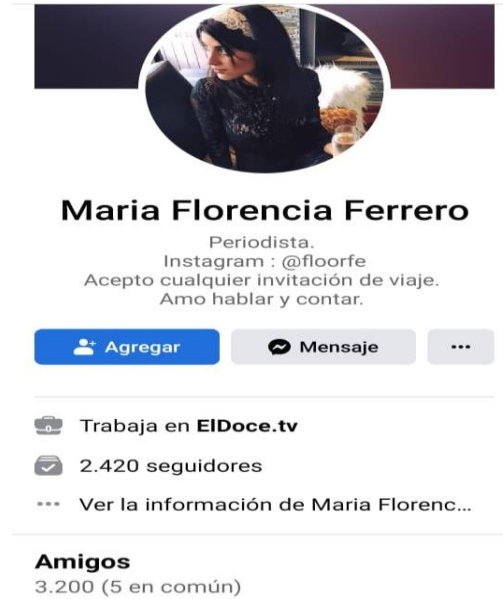 Maria Florencia Ferrero
Periodista.
Instagram : @floorfe
Acepto cualquier invitación de viaje.
Amo hablar y contar.
Agregar
Mensaje
Trabaja en ElDoce.tv
2.420 seguidores
Ver la información de Maria Florenc...
Amigos
3.200 (5 en común)